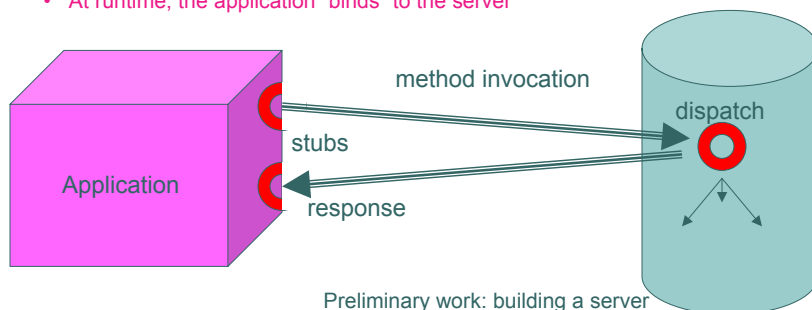 • At runtime, the application "binds" to the server
method invocation
dispatch
stubs
Application
response
Preliminary work: building a server